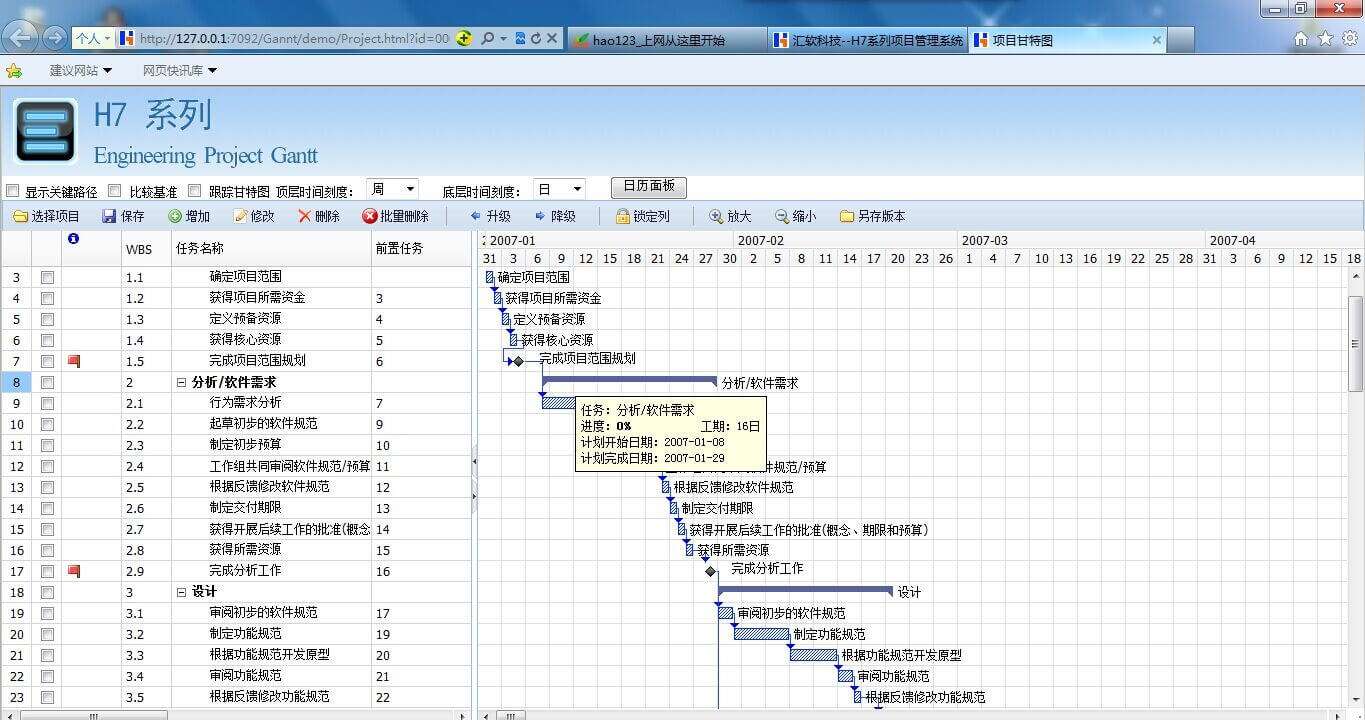 个人
http://127.0.0.1:7092/Gannt/demo/Project.html?id=00
hao123_上网从这里开始
汇软科技--H7系列项目管理系统
项目甘特图
建议网站
网页快讯库
H7 系列
Engineering Project Gantt
显示关键路径 比较基准 跟踪甘特图 顶层时间刻度： 周 底层时间刻度： 日 日历面板
选择项目 保存 增加 修改 删除 批量删除 升级 降级 锁定列 放大 缩小 另存版本
WBS 任务名称 前置任务
2007-01 2007-02 2007-03 2007-04
31 3 6 9 12 15 18 21 24 27 30 2 5 8 11 14 17 20 23 26 1 4 7 10 13 16 19 22 25 28 31 3 6 9 12 15 18
3 1.1 确定项目范围 确定项目范围
4 1.2 获得项目所需资金 3 获得项目所需资金
5 1.3 定义预备资源 4 定义预备资源
6 1.4 获得核心资源 5 获得核心资源
7 1.5 完成项目范围规划 6 完成项目范围规划
8 2 分析/软件需求 分析/软件需求
9 2.1 行为需求分析 7
10 2.2 起草初步的软件规范 9
11 2.3 制定初步预算 10
12 2.4 工作组共同审阅软件规范/预算 11 件规范/预算
任务：分析/软件需求
进度：0% 工期：16日
计划开始日期：2007-01-08
计划完成日期：2007-01-29
13 2.5 根据反馈修改软件规范 12 根据反馈修改软件规范
14 2.6 制定交付期限 13 制定交付期限
15 2.7 获得开展后续工作的批准(概念 14 获得开展后续工作的批准(概念、期限和预算)
16 2.8 获得所需资源 15 获得所需资源
17 2.9 完成分析工作 16 完成分析工作
18 3 设计 设计
19 3.1 审阅初步的软件规范 17 审阅初步的软件规范
20 3.2 制定功能规范 19 制定功能规范
21 3.3 根据功能规范开发原型 20 根据功能规范开发原型
22 3.4 审阅功能规范 21 审阅功能规范
23 3.5 根据反馈修改功能规范 22 根据反馈修改功能规范